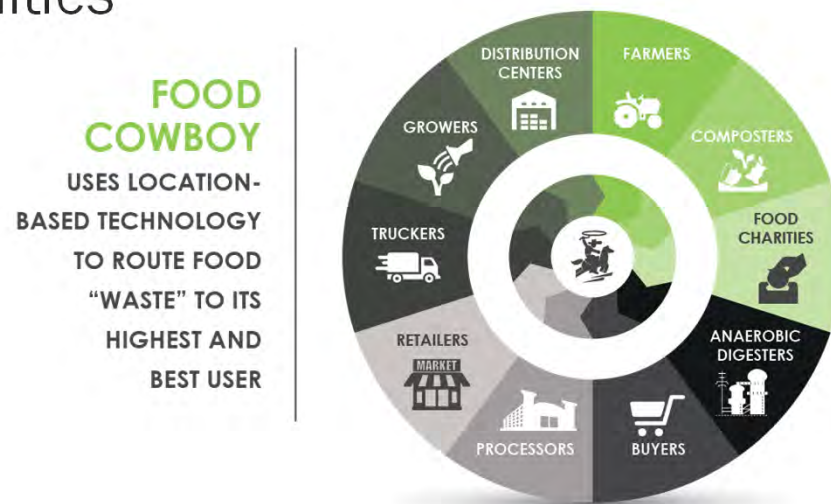 FOOD
COWBOY
USES LOCATION-
BASED TECHNOLOGY
TO ROUTE FOOD
“WASTE” TO ITS
HIGHEST AND
BEST USER
DISTRIBUTION
CENTERS
FARMERS
COMPOSTERS
FOOD
CHARITIES
ANAEROBIC
DIGESTERS
BUYERS
PROCESSORS
RETAILERS
MARKET
TRUCKERS
GROWERS